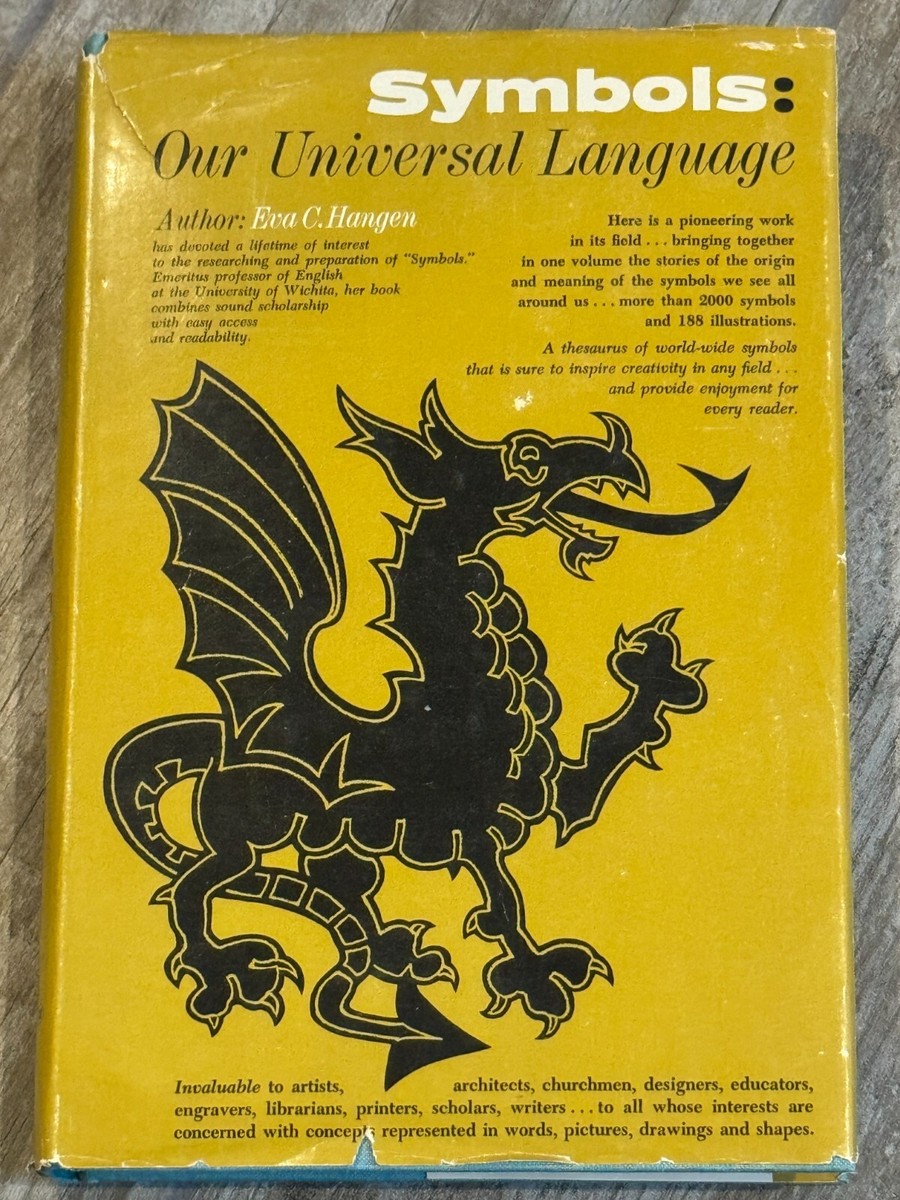 Symbols:
Our Universal Language
Author: Eva C. Hangen
has devoted a lifetime of interest
to the researching and preparation of "Symbols."
Emeritus professor of English
at the University of Wichita, her book
combines sound scholarship
with easy access
and readability.
Here is a pioneering work
in its field . . . bringing together
in one volume the stories of the origin
and meaning of the symbols we see all
around us . . . more than 2000 symbols
and 188 illustrations.
A thesaurus of world-wide symbols
that is sure to inspire creativity in any field . . .
and provide enjoyment for
every reader.
Invaluable to artists, architects, churchmen, designers, educators,
engravers, librarians, printers, scholars, writers . . . to all whose interests are
concerned with concepts represented in words, pictures, drawings and shapes.